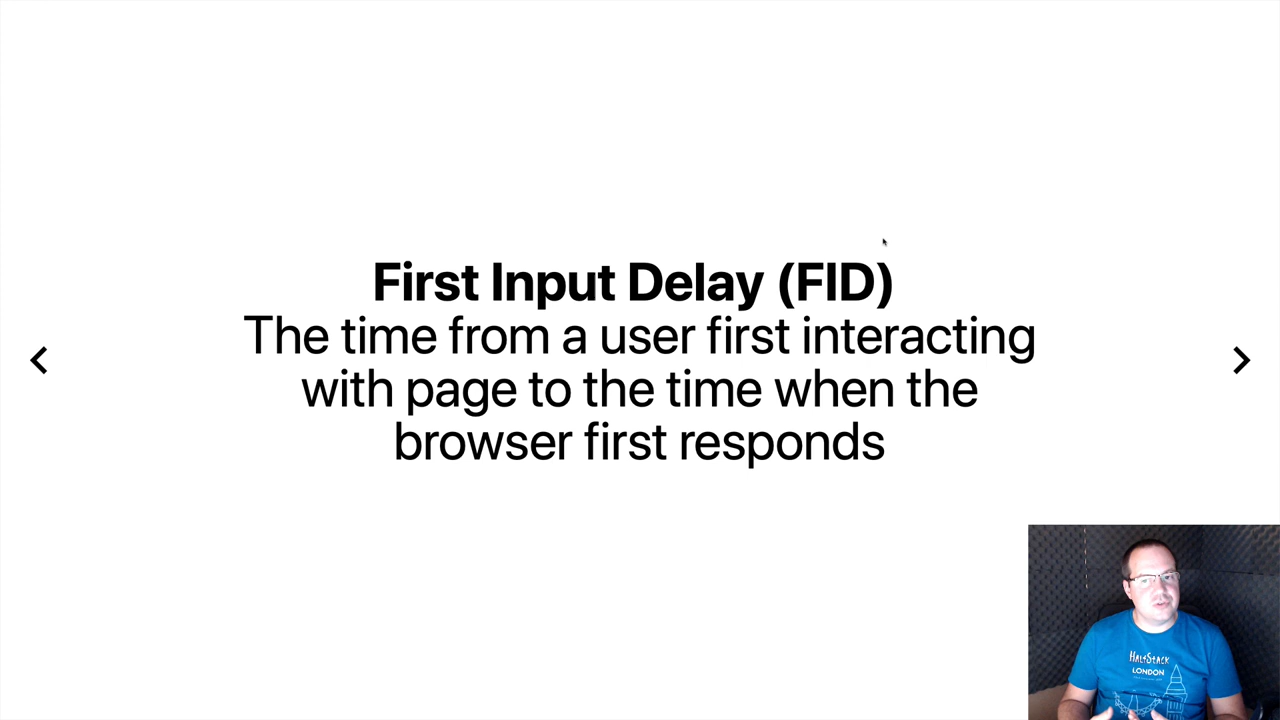 First Input Delay (FID)
The time from a user first interacting
with page to the time when the
browser first responds
HALFSTACK
LONDON